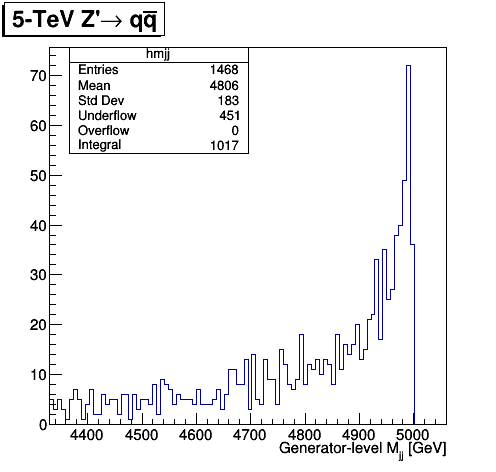 5-TeV Z'→ qq̅
hmjj
Entries 1468
Mean 4806
Std Dev 183
Underflow 451
Overflow 0
Integral 1017
70
60
50
40
30
20
10
0
4400 4500 4600 4700 4800 4900 5000
Generator-level Mjj [GeV]